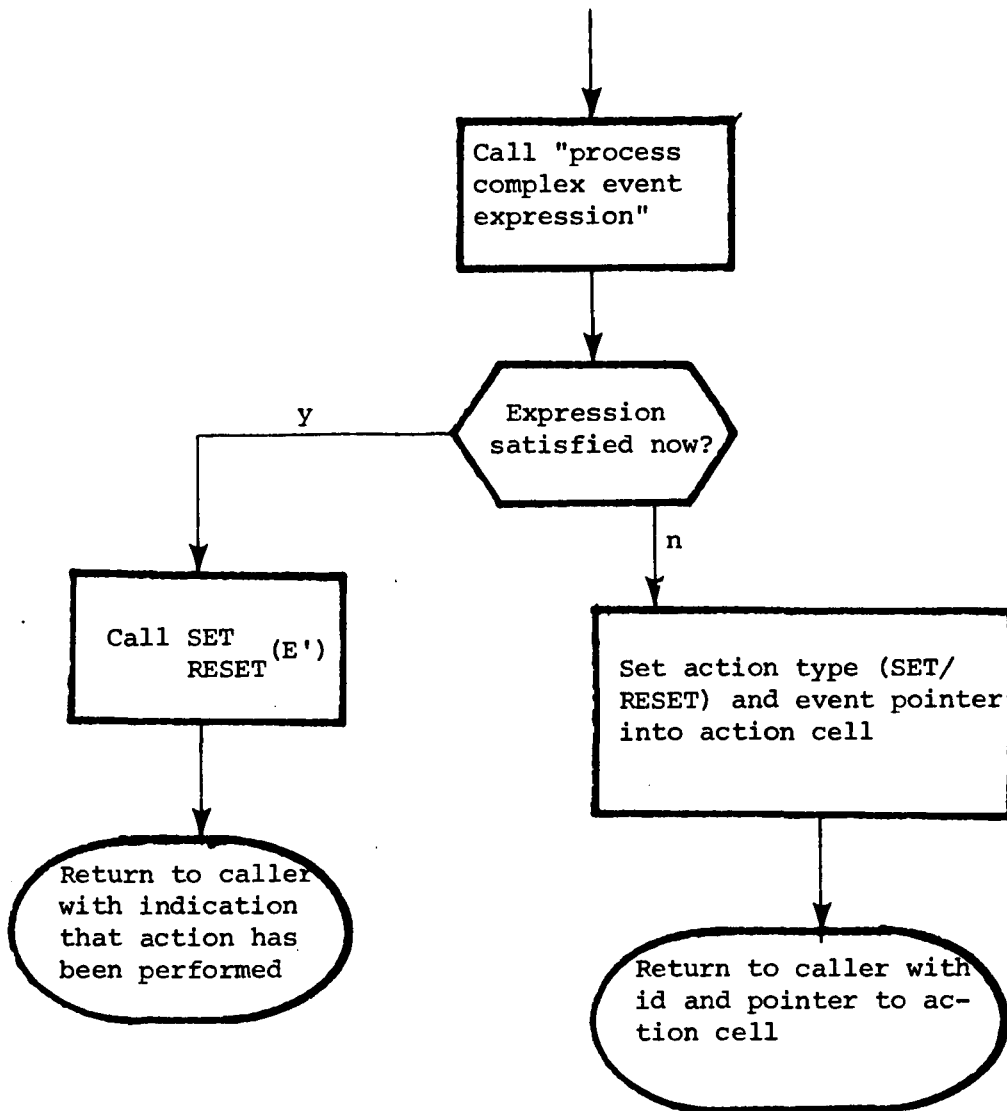 Call "process
complex event
expression"
Expression
satisfied now?
y
n
Call SET
RESET (E')
Set action type (SET/
RESET) and event pointer
into action cell
Return to caller
with indication
that action has
been performed
Return to caller with
id and pointer to ac-
tion cell